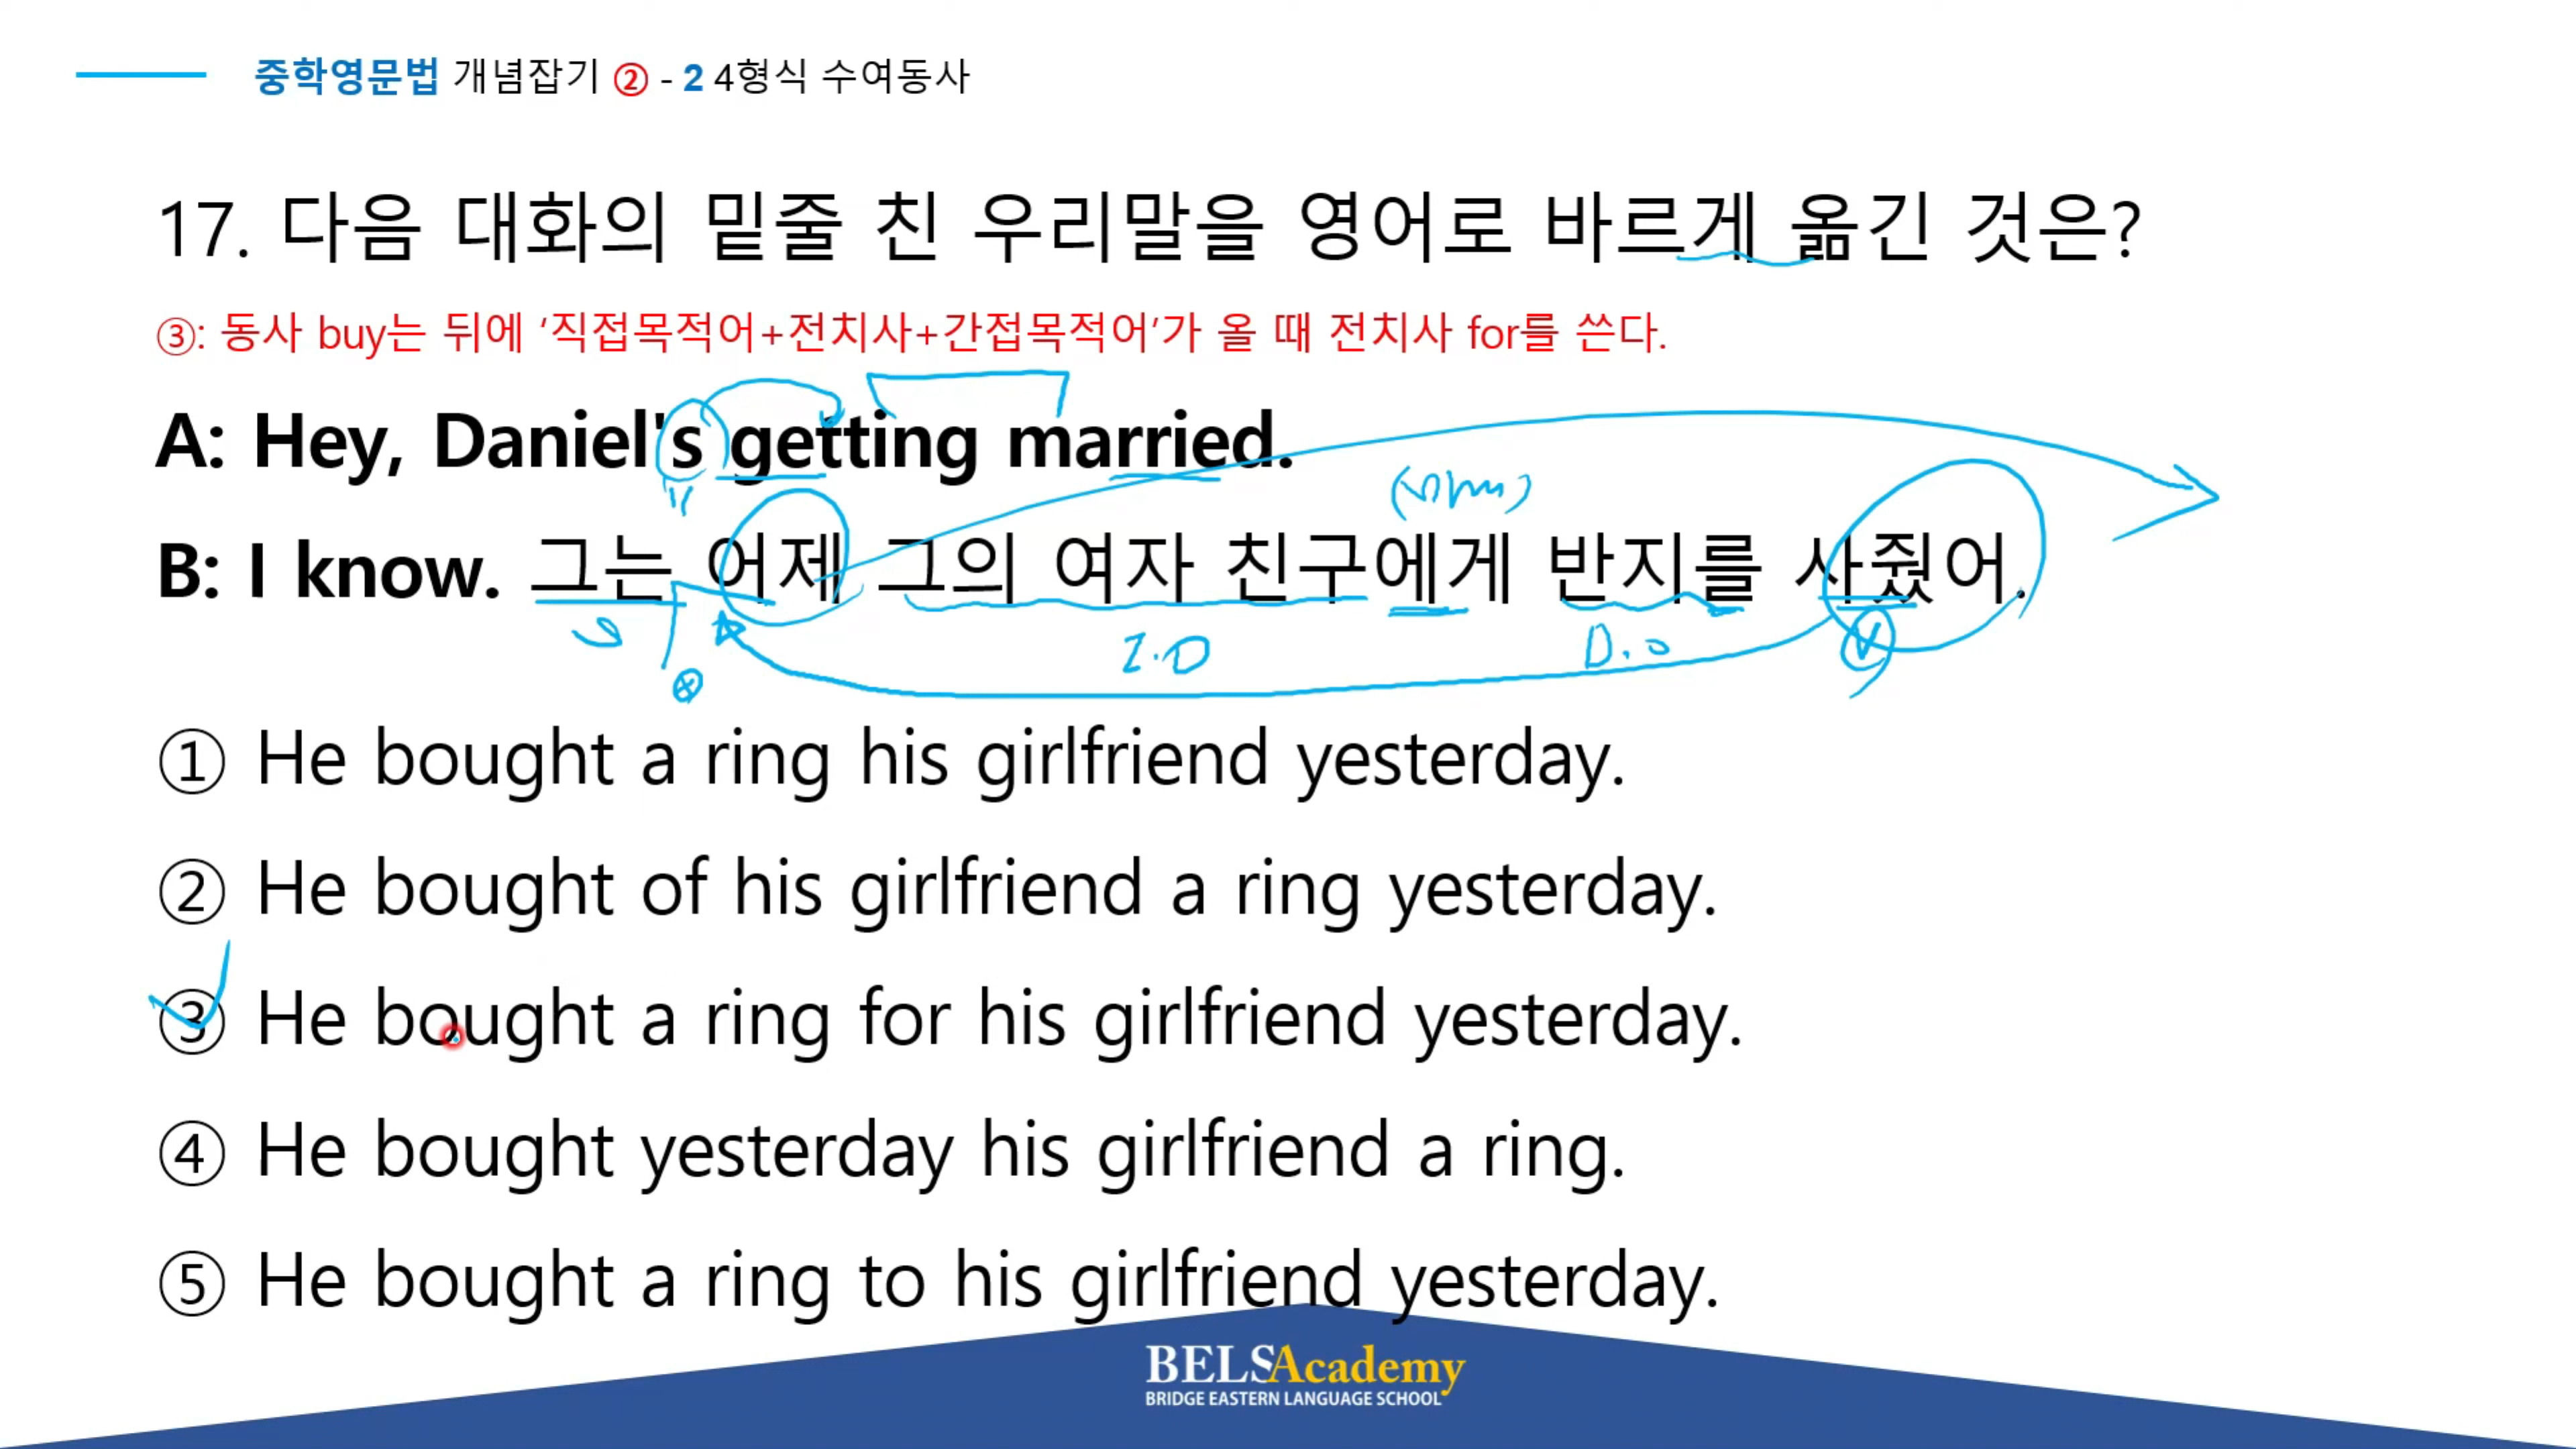 중학영문법 개념잡기 ② - 2 4형식 수여동사
17. 다음 대화의 밑줄 친 우리말을 영어로 바르게 옮긴 것은?
③: 동사 buy는 뒤에 ‘직접목적어+전치사+간접목적어’가 올 때 전치사 for를 쓴다.
A: Hey, Daniel's getting married.
B: I know. 그는 어제 그의 여자 친구에게 반지를 사줬어.
I.O D.O V
① He bought a ring his girlfriend yesterday.
② He bought of his girlfriend a ring yesterday.
③ He bought a ring for his girlfriend yesterday.
④ He bought yesterday his girlfriend a ring.
⑤ He bought a ring to his girlfriend yesterday.
BELSAcademy
BRIDGE EASTERN LANGUAGE SCHOOL